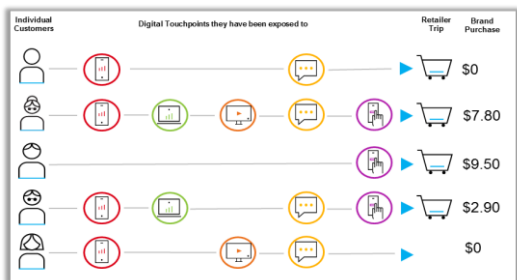 Individual
Customers
Digital Touchpoints they have been exposed to
Retailer
Trip
Brand
Purchase
$0
$7.80
$9.50
$2.90
$0